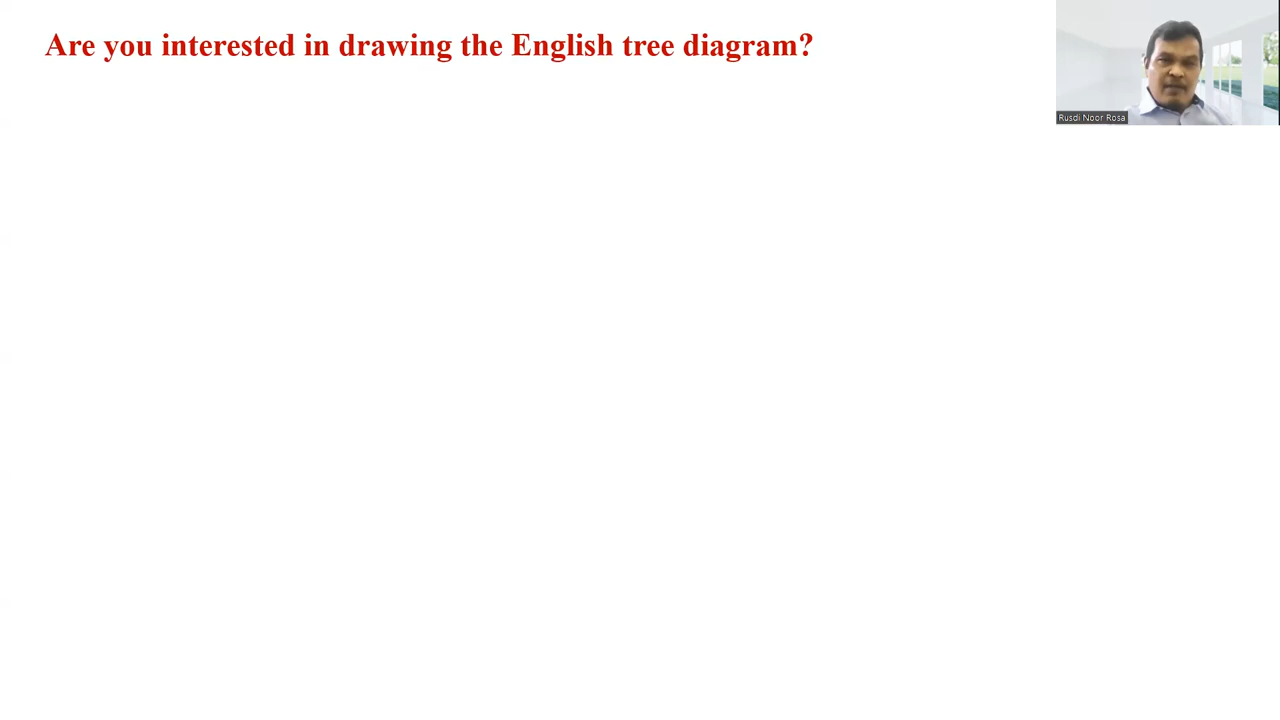 Are you interested in drawing the English tree diagram?
Rusdi Noor Rosa